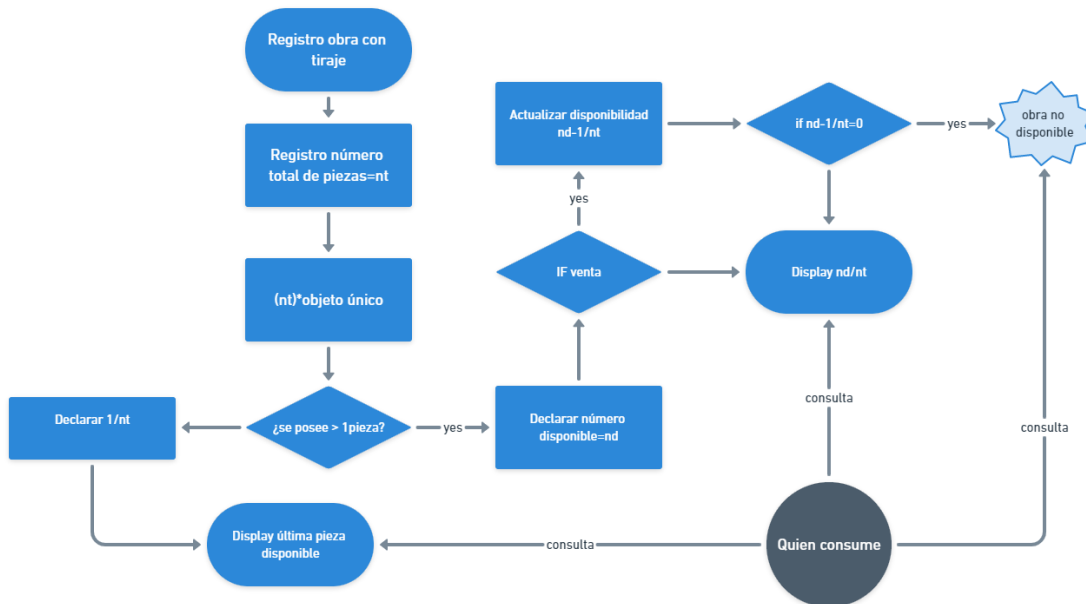 Registro obra con
tiraje
Registro número
total de piezas=nt
(nt)*objeto único
¿se posee > 1pieza?
yes
Declarar 1/nt
Display última pieza
disponible
Declarar número
disponible=nd
IF venta
yes
Actualizar disponibilidad
nd-1/nt
if nd-1/nt=0
yes
obra no
disponible
Display nd/nt
consulta
consulta
consulta
Quien consume